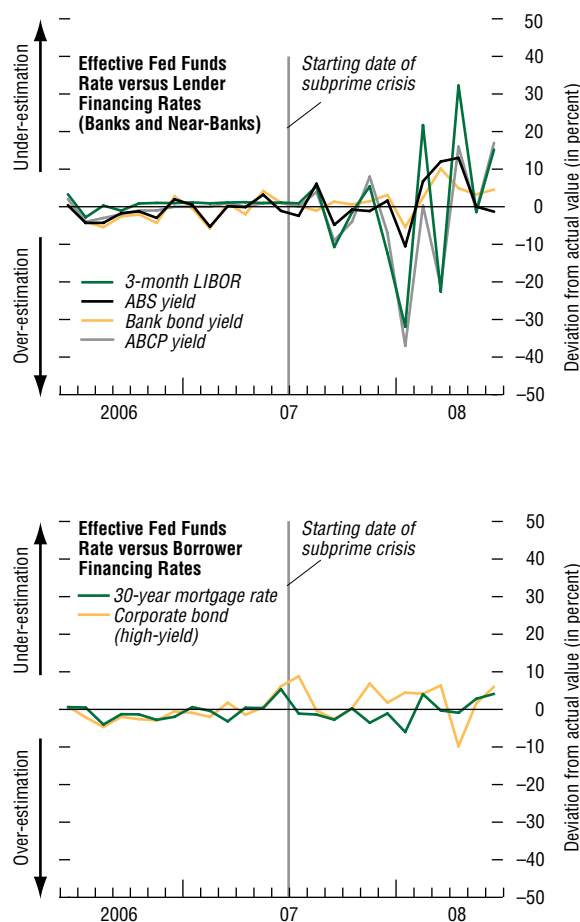 Effective Fed Funds
Rate versus Lender
Financing Rates
(Banks and Near-Banks)
Starting date of
subprime crisis
Under-estimation
Over-estimation
3-month LIBOR
ABS yield
Bank bond yield
ABCP yield
50
40
30
20
10
0
–10
–20
–30
–40
–50
Deviation from actual value (in percent)
2006
07
08
Effective Fed Funds
Rate versus Borrower
Financing Rates
Starting date of
subprime crisis
Under-estimation
Over-estimation
30-year mortgage rate
Corporate bond
(high-yield)
50
40
30
20
10
0
–10
–20
–30
–40
–50
Deviation from actual value (in percent)
2006
07
08